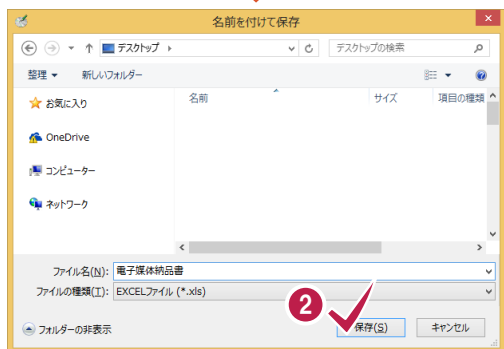 名前を付けて保存
デスクトップ
デスクトップの検索
整理 新しいフォルダー
名前 サイズ 項目の種類
お気に入り
OneDrive
コンピューター
ネットワーク
ファイル名(N): 電子媒体納品書
ファイルの種類(T): EXCELファイル (*.xls)
2
フォルダーの非表示 保存(S) キャンセル